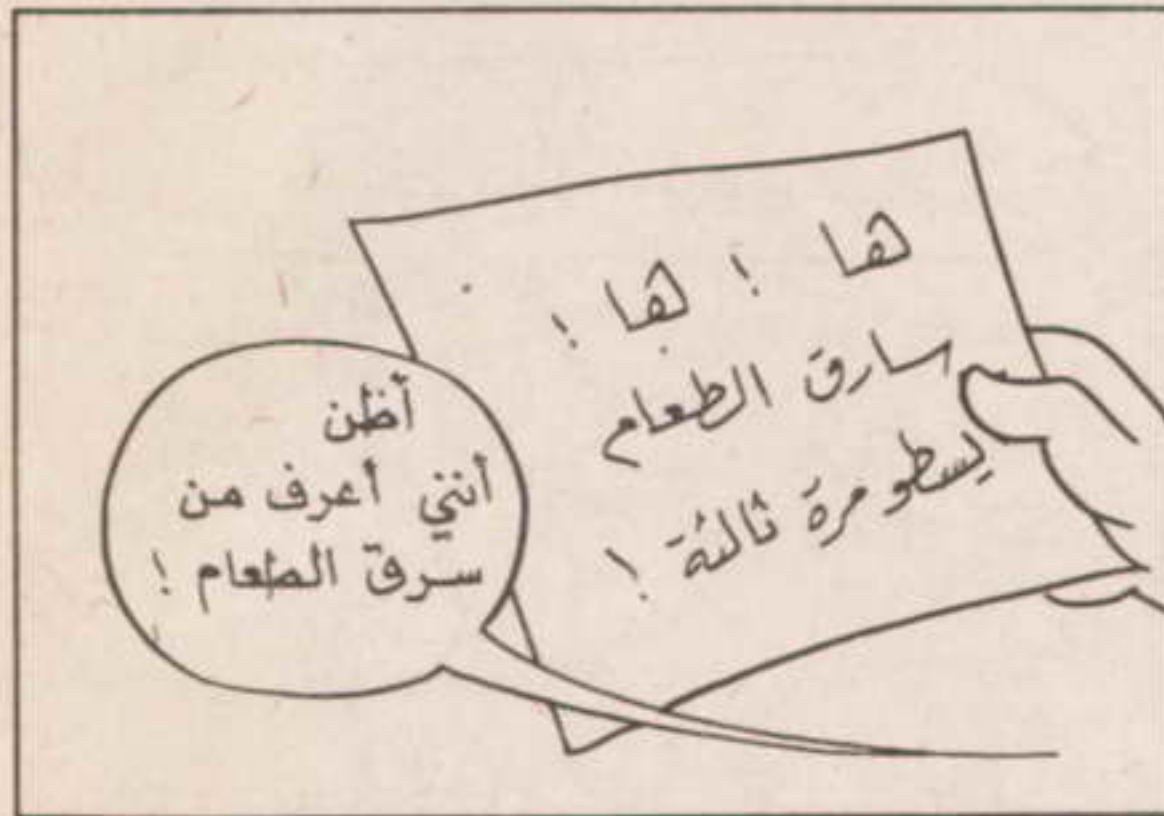 ها ! ها !
سارق الطعام
يسطو مرة ثالثة !
أظن
أنني أعرف من
سرق الطعام !